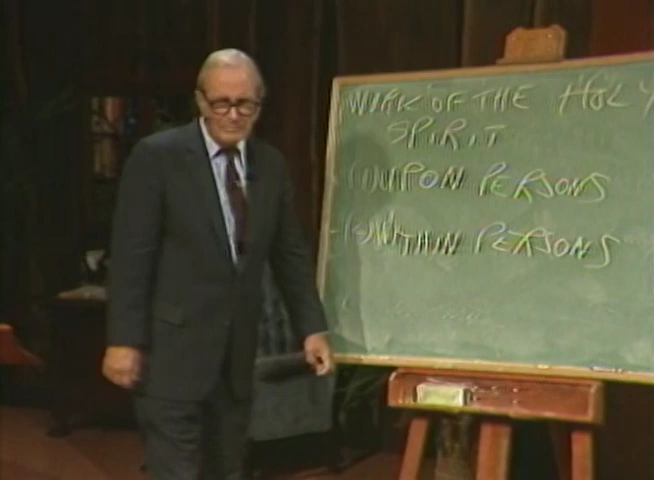 WORK OF THE HOLY
SPIRIT
(1) UPON PERSONS
(2) WITHIN PERSONS